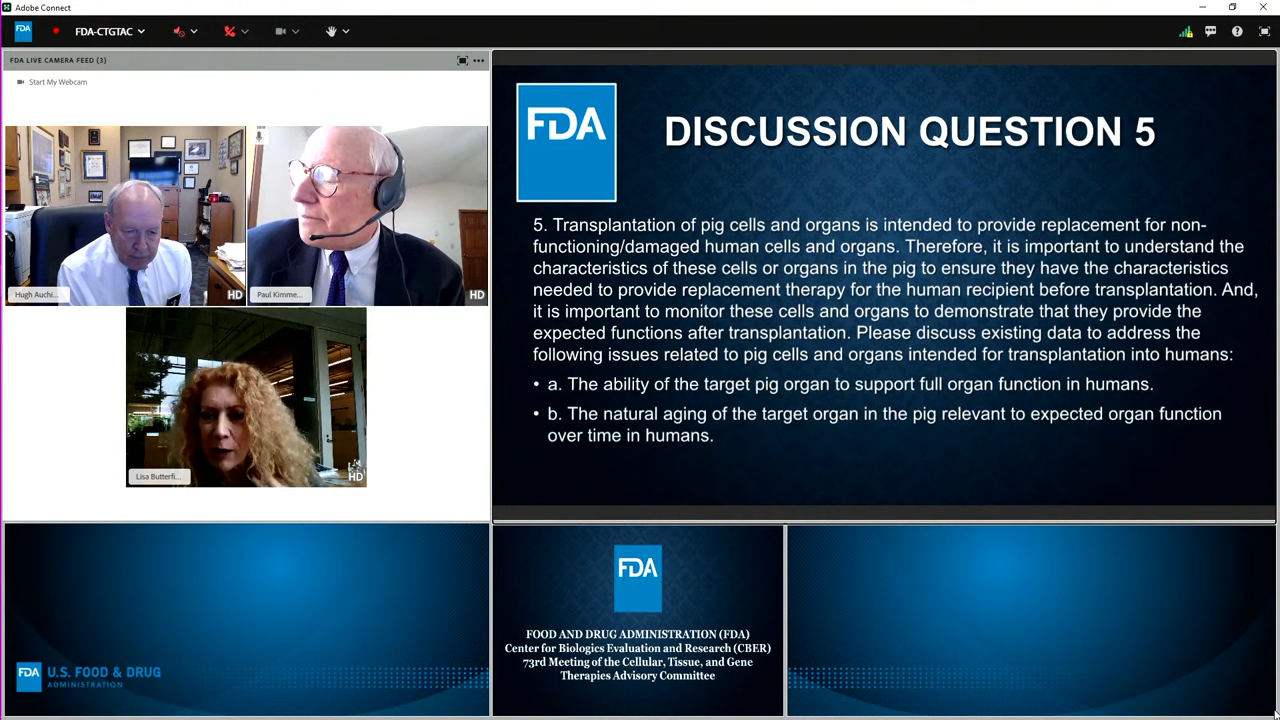 Adobe Connect
FDA
FDA-CTGTAC
FDA LIVE CAMERA FEED (3)
Start My Webcam
Hugh Auchi...
HD
Paul Kimme...
HD
Lisa Butterfi...
HD
FDA
DISCUSSION QUESTION 5
5. Transplantation of pig cells and organs is intended to provide replacement for non-
functioning/damaged human cells and organs. Therefore, it is important to understand the
characteristics of these cells or organs in the pig to ensure they have the characteristics
needed to provide replacement therapy for the human recipient before transplantation. And,
it is important to monitor these cells and organs to demonstrate that they provide the
expected functions after transplantation. Please discuss existing data to address the
following issues related to pig cells and organs intended for transplantation into humans:
• a. The ability of the target pig organ to support full organ function in humans.
• b. The natural aging of the target organ in the pig relevant to expected organ function
over time in humans.
FDA U.S. FOOD & DRUG
ADMINISTRATION
FDA
FOOD AND DRUG ADMINISTRATION (FDA)
Center for Biologics Evaluation and Research (CBER)
73rd Meeting of the Cellular, Tissue, and Gene
Therapies Advisory Committee